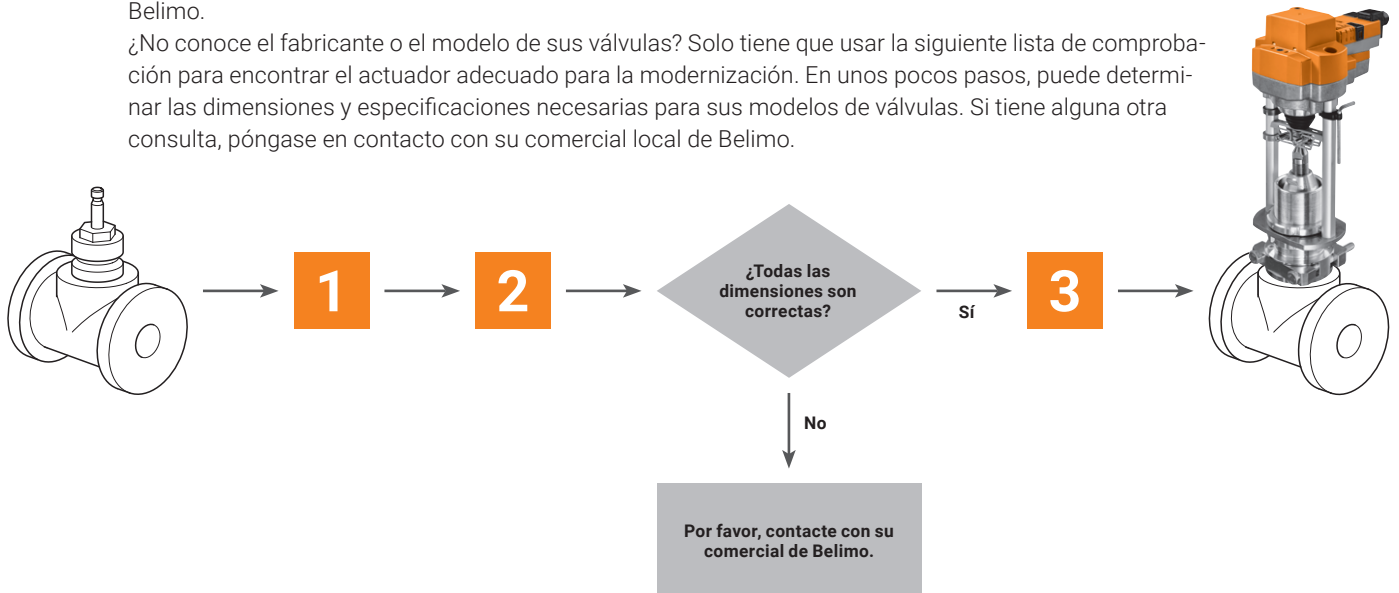 Belimo.
¿No conoce el fabricante o el modelo de sus válvulas? Solo tiene que usar la siguiente lista de comproba-
ción para encontrar el actuador adecuado para la modernización. En unos pocos pasos, puede determi-
nar las dimensiones y especificaciones necesarias para sus modelos de válvulas. Si tiene alguna otra
consulta, póngase en contacto con su comercial local de Belimo.
1
2
¿Todas las
dimensiones son
correctas?
Sí
3
No
Por favor, contacte con su
comercial de Belimo.